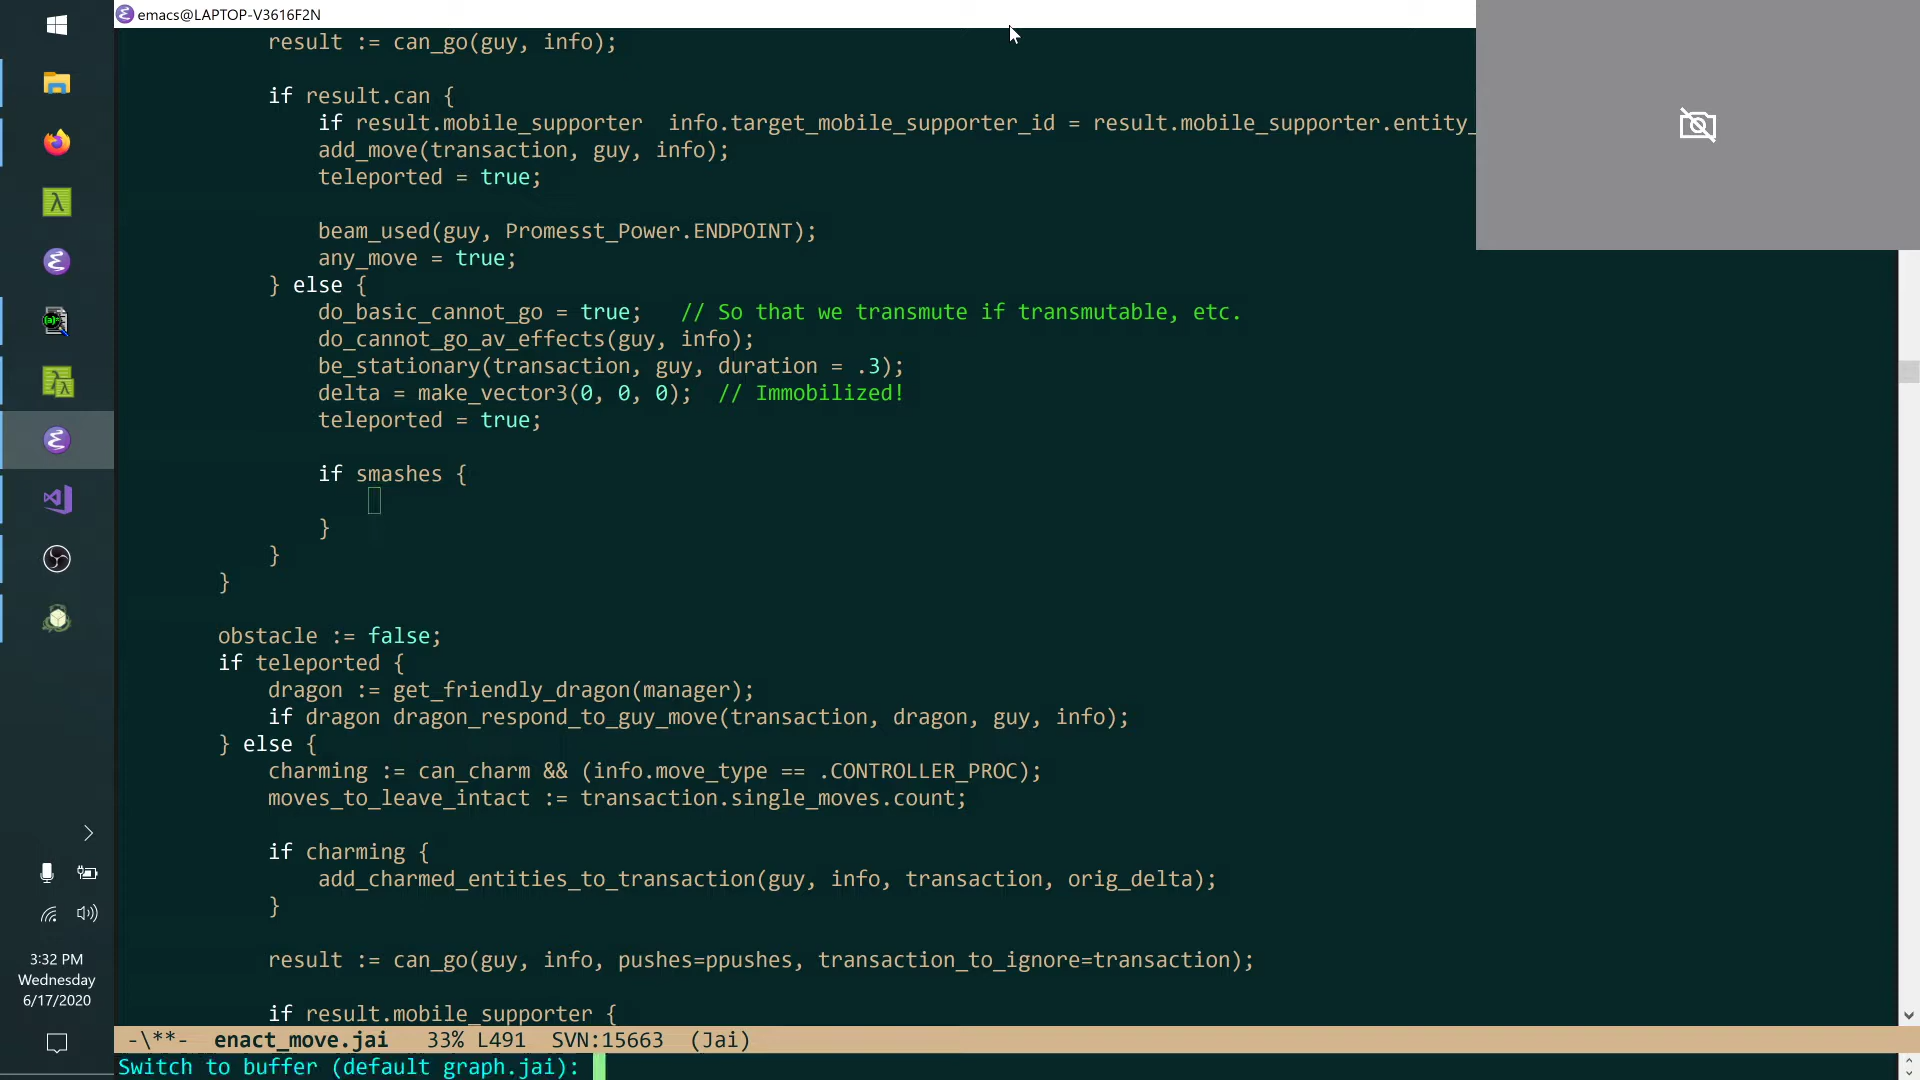 emacs@LAPTOP-V3616F2N
result := can_go(guy, info);
if result.can {
if result.mobile_supporter  info.target_mobile_supporter_id = result.mobile_supporter.entity_
add_move(transaction, guy, info);
teleported = true;
beam_used(guy, Promesst_Power.ENDPOINT);
any_move = true;
} else {
do_basic_cannot_go = true;   // So that we transmute if transmutable, etc.
do_cannot_go_av_effects(guy, info);
be_stationary(transaction, guy, duration = .3);
delta = make_vector3(0, 0, 0);  // Immobilized!
teleported = true;
if smashes {
}
}
}
obstacle := false;
if teleported {
dragon := get_friendly_dragon(manager);
if dragon dragon_respond_to_guy_move(transaction, dragon, guy, info);
} else {
charming := can_charm && (info.move_type == .CONTROLLER_PROC);
moves_to_leave_intact := transaction.single_moves.count;
if charming {
add_charmed_entities_to_transaction(guy, info, transaction, orig_delta);
}
result := can_go(guy, info, pushes=ppushes, transaction_to_ignore=transaction);
if result.mobile_supporter {
-\**-  enact_move.jai   33% L491  SVN:15663  (Jai)
Switch to buffer (default graph.jai):
3:32 PM
Wednesday
6/17/2020